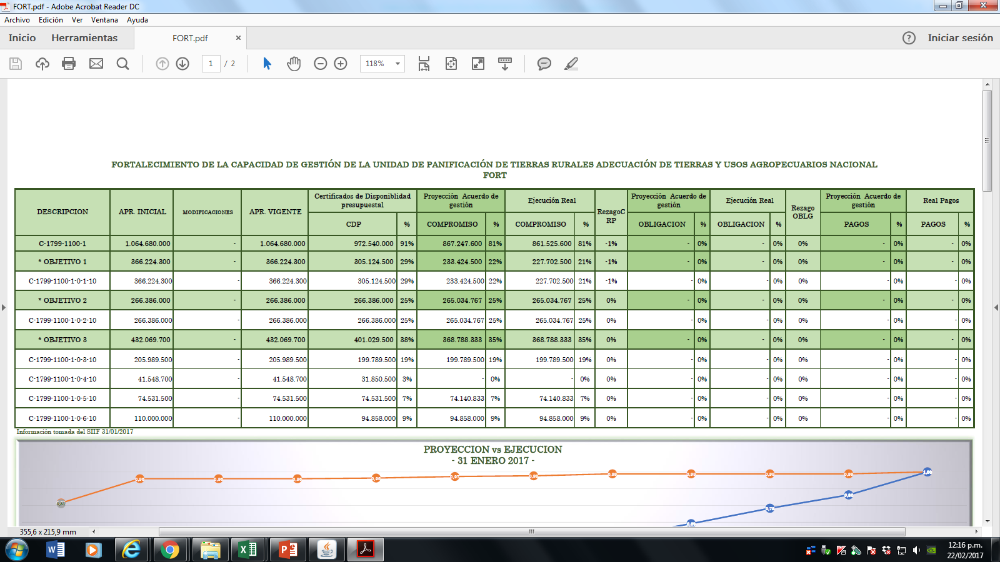 FORT.pdf - Adobe Acrobat Reader DC
Archivo Edición Ver Ventana Ayuda
Inicio Herramientas FORT.pdf × ? Iniciar sesión
1 / 2 118%
FORTALECIMIENTO DE LA CAPACIDAD DE GESTIÓN DE LA UNIDAD DE PANIFICACIÓN DE TIERRAS RURALES ADECUACIÓN DE TIERRAS Y USOS AGROPECUARIOS NACIONAL
FORT
DESCRIPCION APR. INICIAL MODIFICACIONES APR. VIGENTE Certificados de Disponiblidad presupuestal Proyección Acuerdo de gestión Ejecución Real RezagoC RP Proyección Acuerdo de gestión Ejecución Real Rezago OBLG Proyección Acuerdo de gestión Real Pagos
CDP % COMPROMISO % COMPROMISO % OBLIGACION % OBLIGACION % PAGOS % PAGOS %
C-1799-1100-1 1.064.680.000 - 1.064.680.000 972.540.000 91% 867.247.600 81% 861.525.600 81% -1% - 0% - 0% 0% - 0% - 0%
* OBJETIVO 1 366.224.300 - 366.224.300 305.124.500 29% 233.424.500 22% 227.702.500 21% -1% - 0% - 0% 0% - 0% - 0%
C-1799-1100-1-0-1-10 366.224.300 - 366.224.300 305.124.500 29% 233.424.500 22% 227.702.500 21% -1% - 0% - 0% 0% - 0% - 0%
* OBJETIVO 2 266.386.000 - 266.386.000 266.386.000 25% 265.034.767 25% 265.034.767 25% 0% - 0% - 0% 0% - 0% - 0%
C-1799-1100-1-0-2-10 266.386.000 - 266.386.000 266.386.000 25% 265.034.767 25% 265.034.767 25% 0% - 0% - 0% 0% - 0% - 0%
* OBJETIVO 3 432.069.700 - 432.069.700 401.029.500 38% 368.788.333 35% 368.788.333 35% 0% - 0% - 0% 0% - 0% - 0%
C-1799-1100-1-0-3-10 205.989.500 - 205.989.500 199.789.500 19% 199.789.500 19% 199.789.500 19% 0% - 0% - 0% 0% - 0% - 0%
C-1799-1100-1-0-4-10 41.548.700 - 41.548.700 31.850.500 3% - 0% - 0% 0% - 0% - 0% 0% - 0% - 0%
C-1799-1100-1-0-5-10 74.531.500 - 74.531.500 74.531.500 7% 74.140.833 7% 74.140.833 7% 0% - 0% - 0% 0% - 0% - 0%
C-1799-1100-1-0-6-10 110.000.000 - 110.000.000 94.858.000 9% 94.858.000 9% 94.858.000 9% 0% - 0% - 0% 0% - 0% - 0%
Información tomada del SIIF 31/01/2017
PROYECCION vs EJECUCION
- 31 ENERO 2017 -
0,81
355,6 x 215,9 mm
12:16 p.m.
22/02/2017